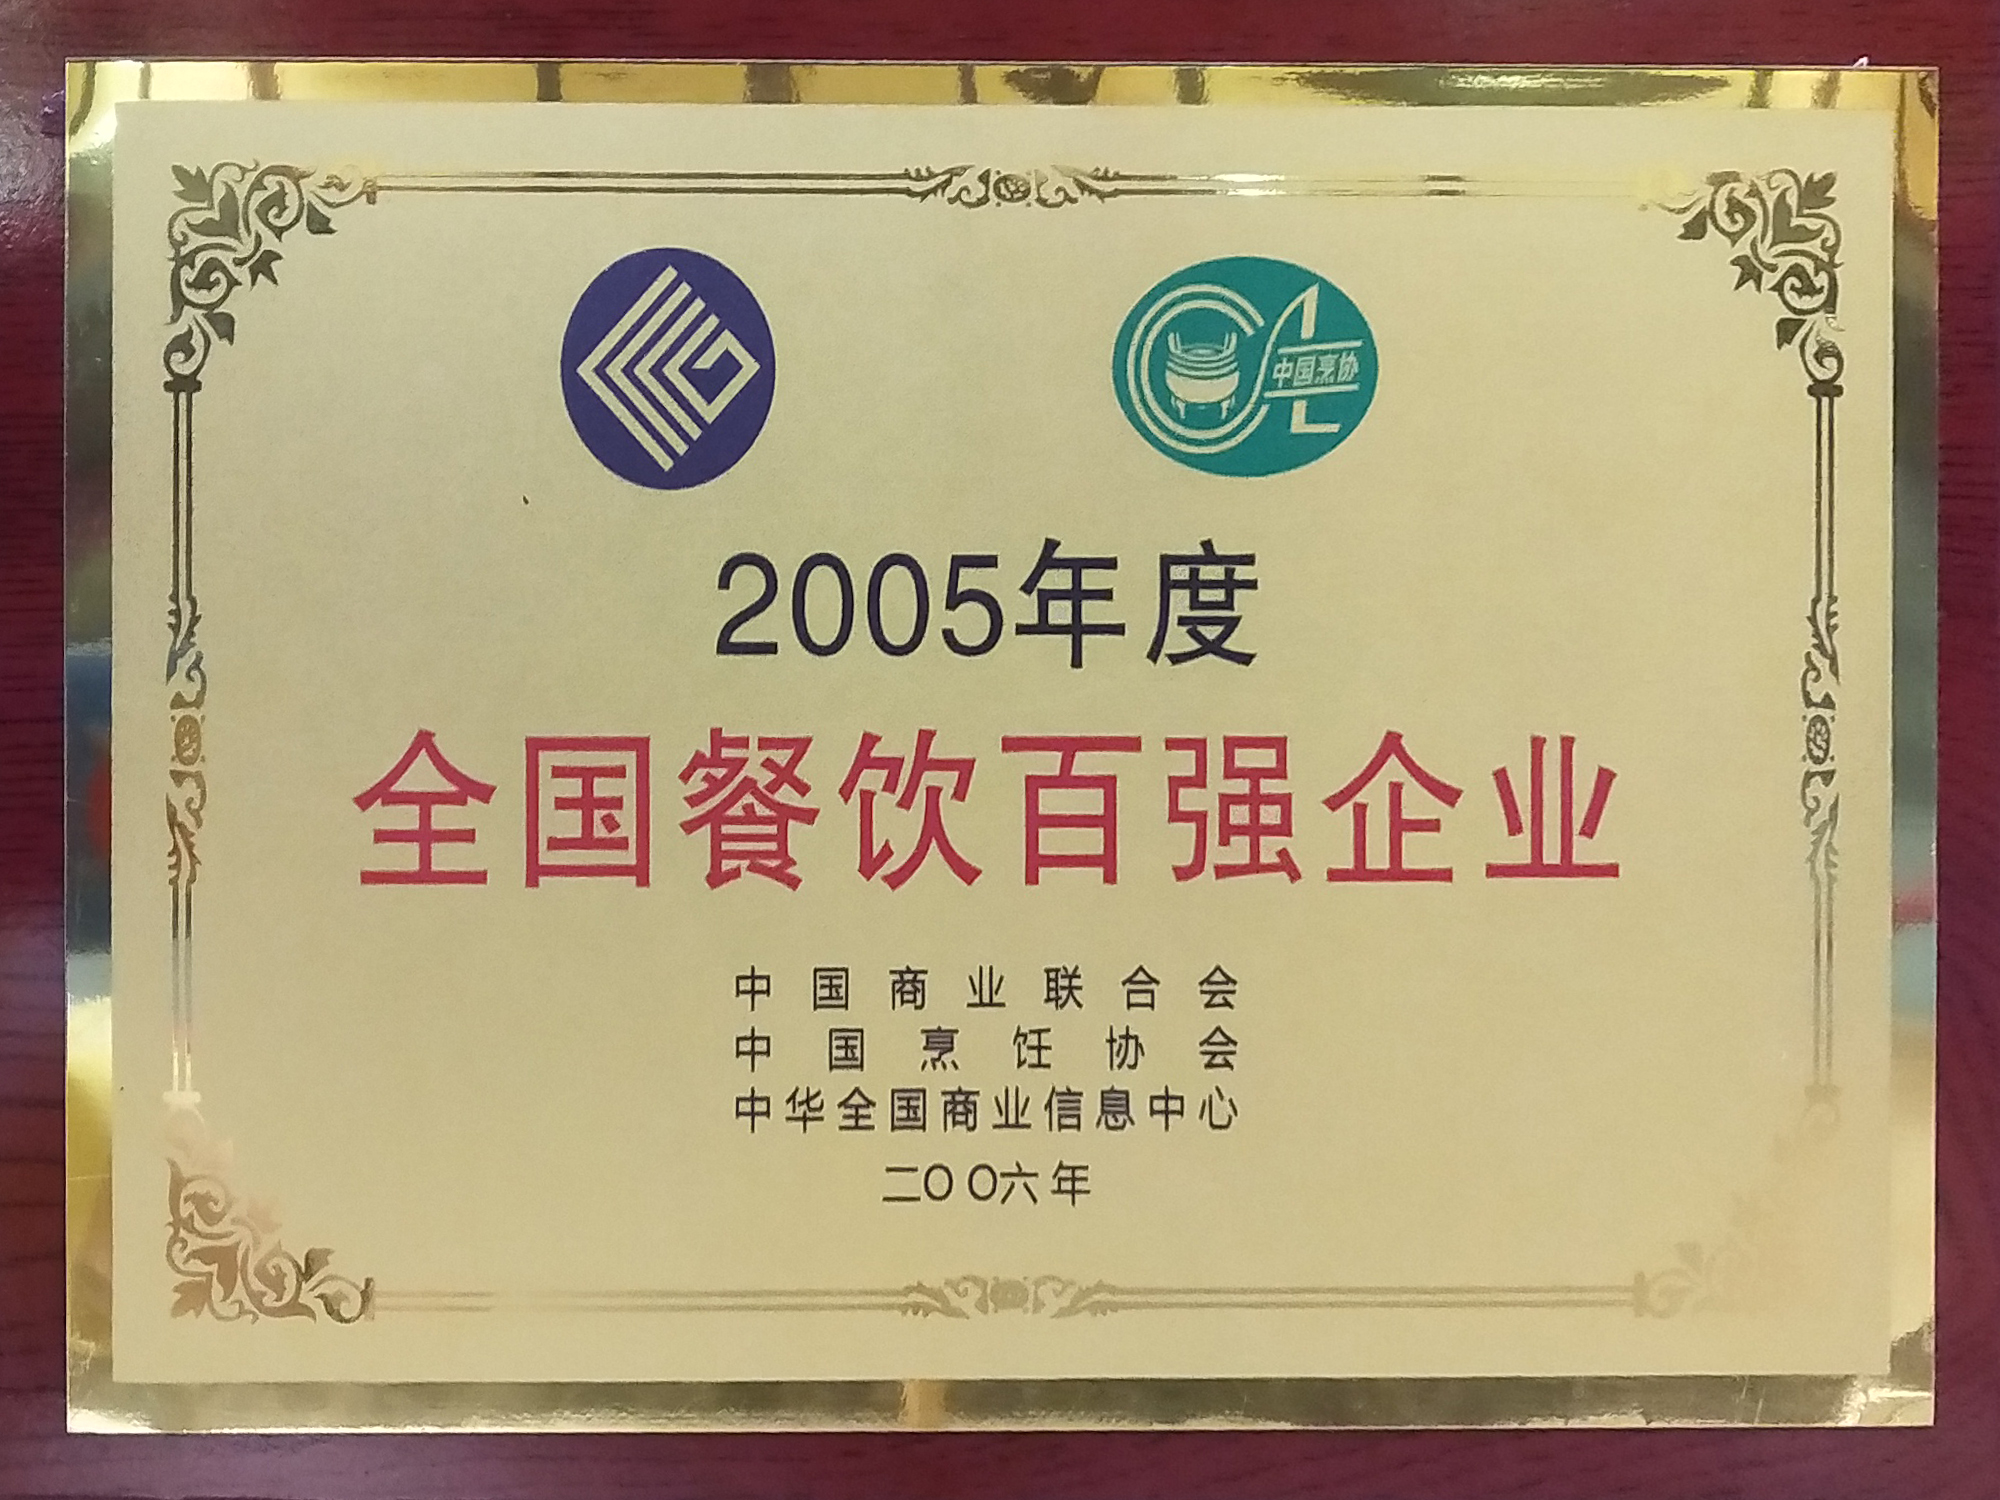 中国烹协
2005年度
全国餐饮百强企业
中国商业联合会
中国烹饪协会
中华全国商业信息中心
二〇〇六年